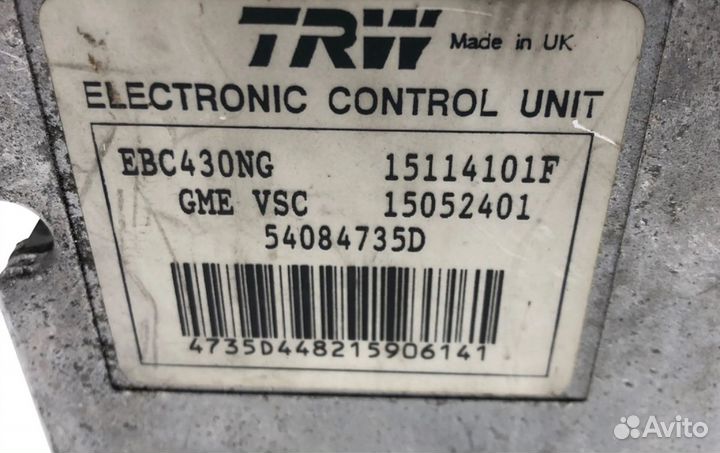 TRW Made in UK
ELECTRONIC CONTROL UNIT
EBC430NG 15114101F
GME VSC 15052401
54084735D
4735D448215906141
Avito